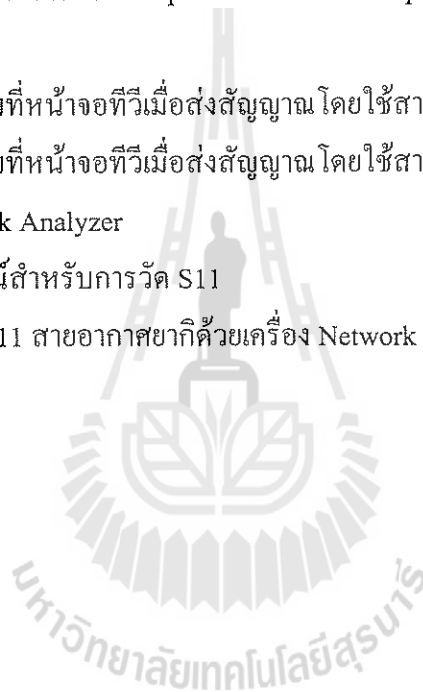 ที่หน้าจอทีวีเมื่อส่งสัญญาณโดยใช้สา
ที่หน้าจอทีวีเมื่อส่งสัญญาณโดยใช้สา
k Analyzer
น์สำหรับการวัด S11
11 สายอากาศยากิด้วยเครื่อง Network
มหาวิทยาลัยเทคโนโลยีสุรนารี